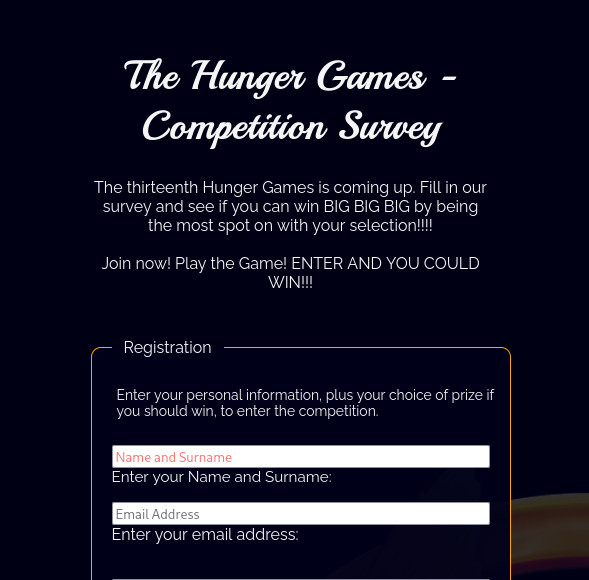 The Hunger Games -
Competition Survey
The thirteenth Hunger Games is coming up. Fill in our
survey and see if you can win BIG BIG BIG by being
the most spot on with your selection!!!!
Join now! Play the Game! ENTER AND YOU COULD
WIN!!!
Registration
Enter your personal information, plus your choice of prize if
you should win, to enter the competition.
Name and Surname
Enter your Name and Surname:
Email Address
Enter your email address: